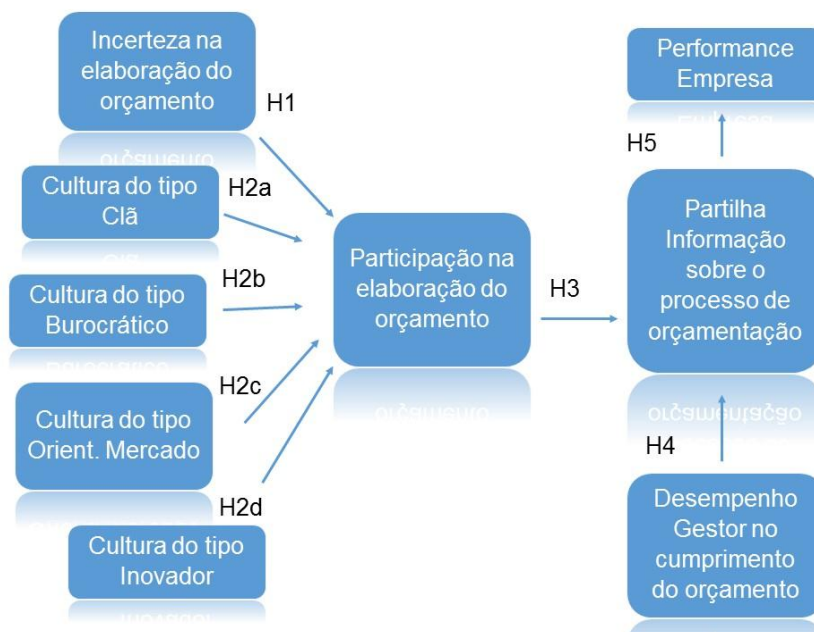 Incerteza na
elaboração do
orçamento
H1
Cultura do tipo
Clã
H2a
Cultura do tipo
Burocrático
H2b
Cultura do tipo
Orient. Mercado
H2c
Cultura do tipo
Inovador
H2d
Participação na
elaboração do
orçamento
H3
Performance
Empresa
H5
Partilha
Informação
sobre o
processo de
orçamentação
H4
Desempenho
Gestor no
cumprimento
do orçamento